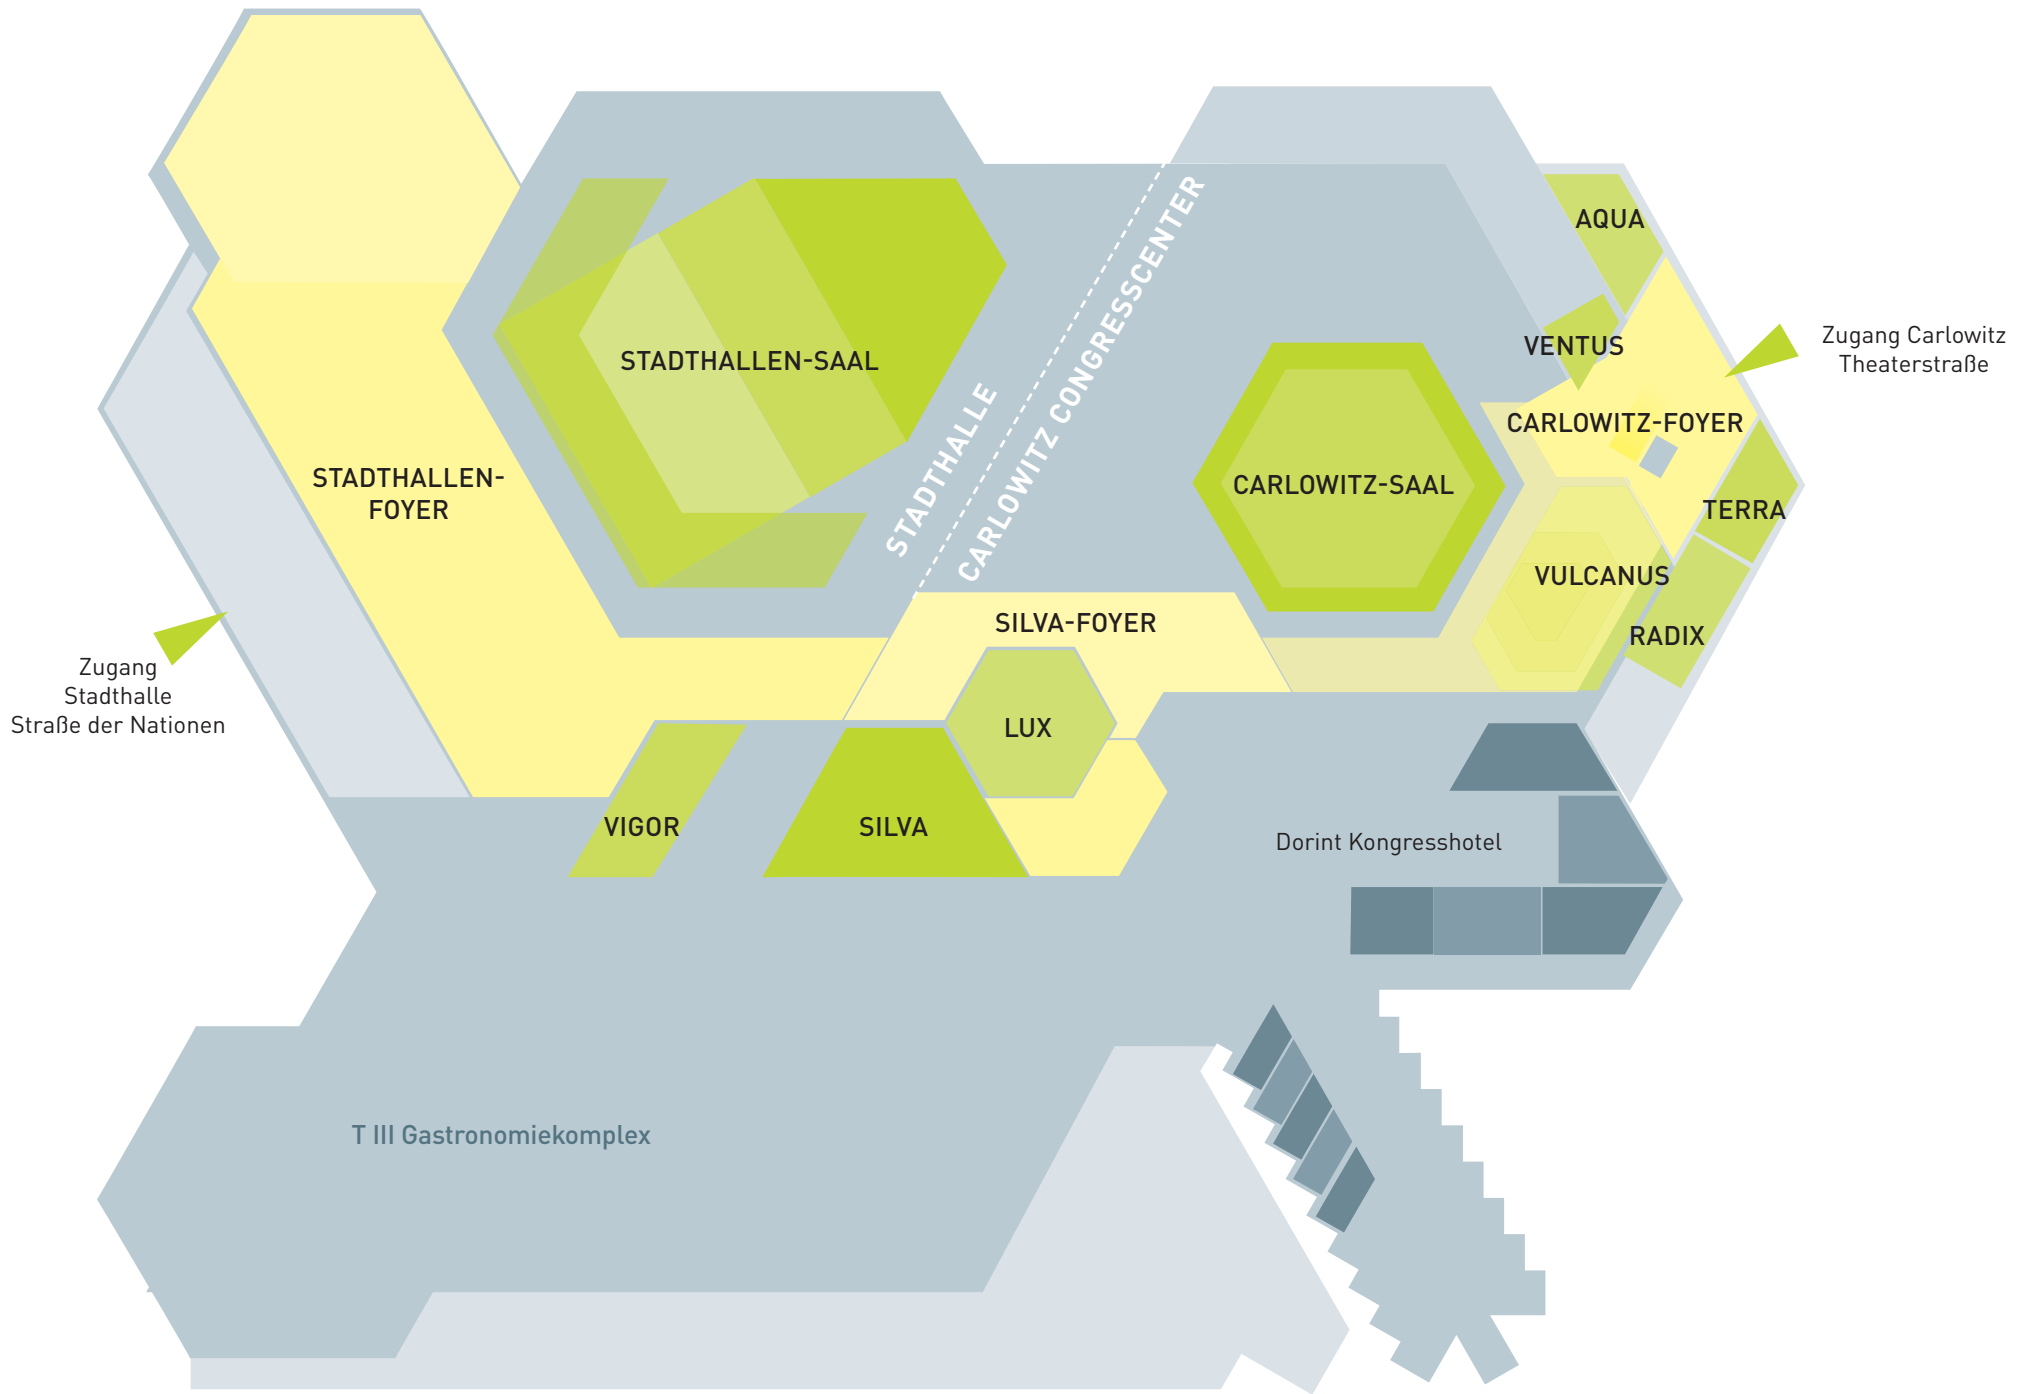 AQUA
VENTUS
Zugang Carlowitz
Theaterstraße
STADTHALLEN-SAAL
STADTHALLE
CARLOWITZ CONGRESSCENTER
CARLOWITZ-FOYER
STADTHALLEN-
FOYER
CARLOWITZ-SAAL
TERRA
VULCANUS
SILVA-FOYER
RADIX
Zugang
Stadthalle
Straße der Nationen
LUX
VIGOR
SILVA
Dorint Kongresshotel
T III Gastronomiekomplex